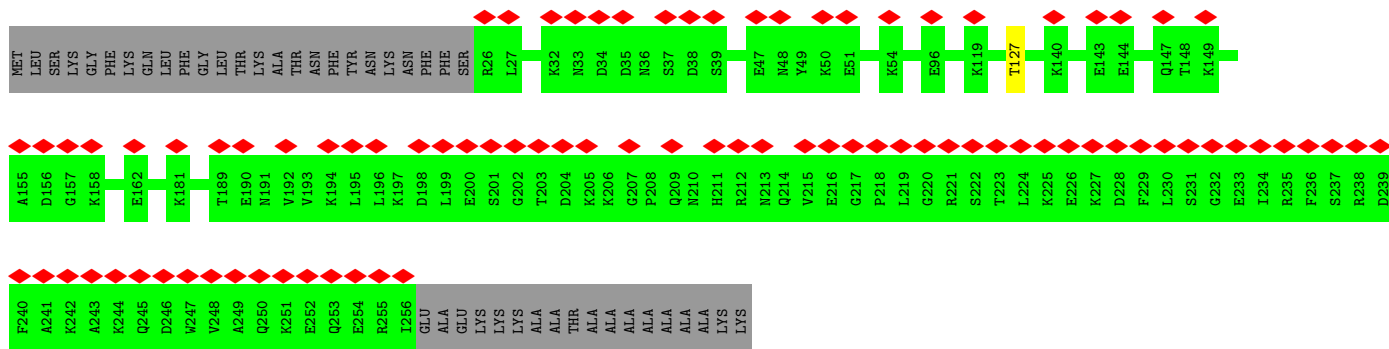 MET LEU SER LYS GLY PHE LYS GLN LEU PHE GLY LEU THR LYS ALA THR ASN PHE TYR ASN LYS ASN PHE PHE SER R26 L27 K32 N33 D34 D35 N36 S37 D38 S39 E47 N48 Y49 K50 E51 K54 E96 K119 T127 K140 E143 E144 Q147 T148 K149
A155 D156 G157 K158 E162 K181 T189 E190 N191 V192 V193 K194 L195 L196 K197 D198 L199 E200 S201 G202 T203 D204 K205 K206 G207 P208 Q209 N210 H211 R212 N213 Q214 V215 E216 G217 P218 L219 G220 R221 S222 T223 L224 K225 E226 K227 D228 F229 L230 S231 G232 E233 I234 R235 F236 S237 R238 D239
F240 A241 K242 A243 K244 Q245 D246 W247 V248 A249 Q250 K251 E252 Q253 E254 R255 I256 GLU ALA GLU LYS LYS LYS ALA ALA THR ALA ALA ALA ALA ALA ALA ALA LYS LYS